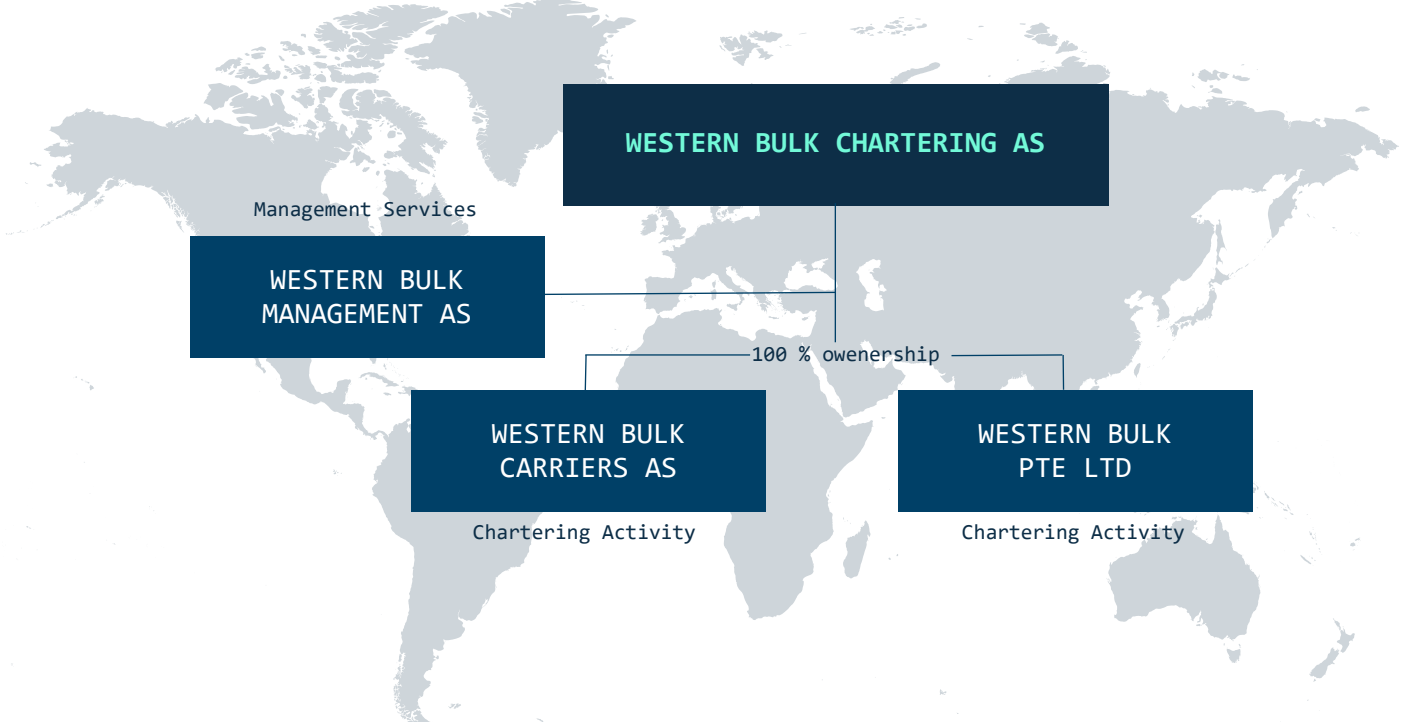 WESTERN BULK CHARTERING AS
Management Services
WESTERN BULK
MANAGEMENT AS
100 % owenership
WESTERN BULK
CARRIERS AS
Chartering Activity
WESTERN BULK
PTE LTD
Chartering Activity